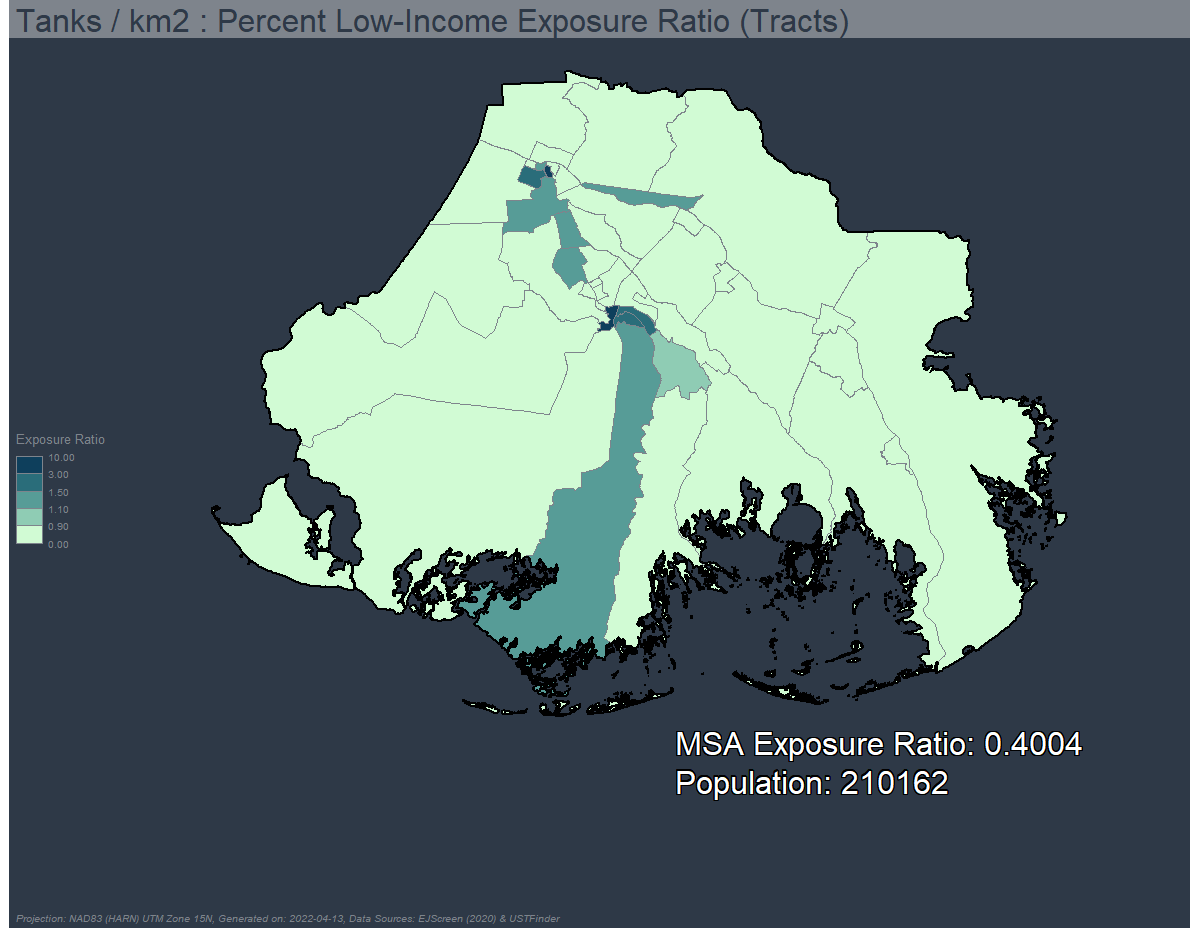 Tanks / km2 : Percent Low-Income Exposure Ratio (Tracts)
Exposure Ratio
10.00
3.00
1.50
1.10
0.90
0.00
MSA Exposure Ratio: 0.4004
Population: 210162
Projection: NAD83 (HARN) UTM Zone 15N, Generated on: 2022-04-13, Data Sources: EJScreen (2020) & USTFinder